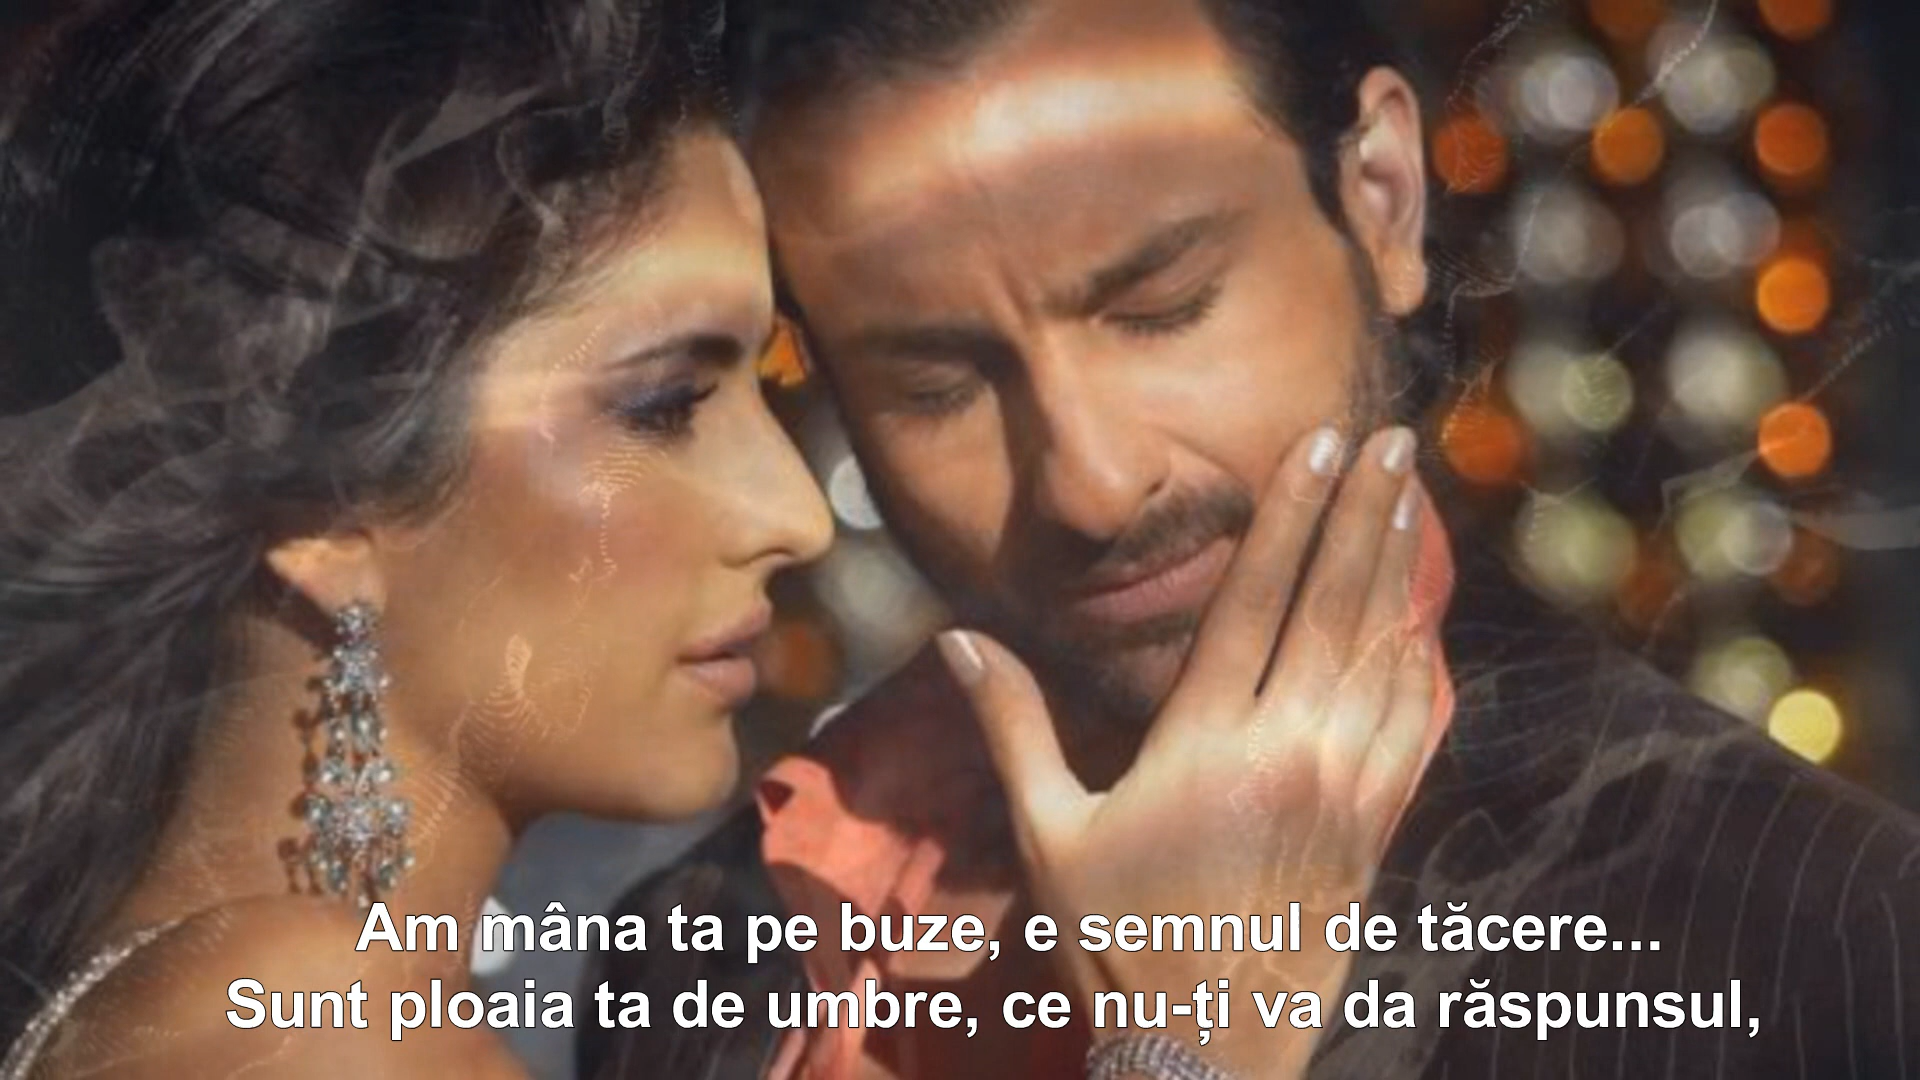 Am mâna ta pe buze, e semnul de tăcere...
Sunt ploaia ta de umbre, ce nu-ți va da răspunsul,